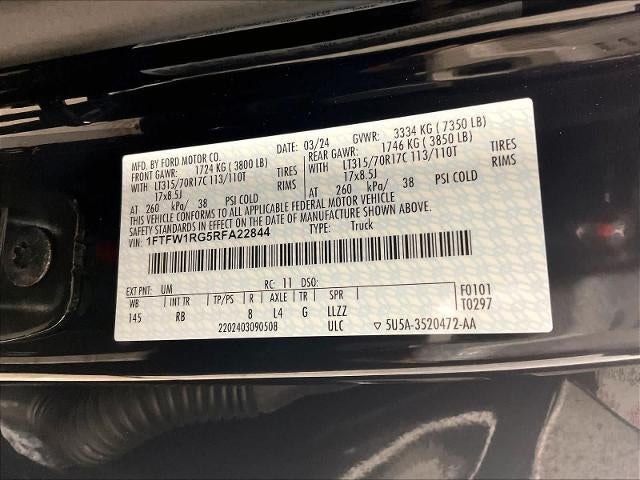 MFD. BY FORD MOTOR CO. DATE: 03/24 GVWR: 3334 KG ( 7350 LB)
FRONT GAWR: 1724 KG ( 3800 LB) REAR GAWR: 1746 KG ( 3850 LB)
WITH LT315/70R17C 113/110T TIRES WITH LT315/70R17C 113/110T TIRES
17x8.5J RIMS 17x8.5J RIMS
AT 260 kPa/ 38 PSI COLD AT 260 kPa/ 38 PSI COLD
THIS VEHICLE CONFORMS TO ALL APPLICABLE FEDERAL MOTOR VEHICLE
SAFETY STANDARDS IN EFFECT ON THE DATE OF MANUFACTURE SHOWN ABOVE.
VIN: 1FTFW1RG5RFA22844 TYPE: Truck
EXT PNT: UM RC: 11 DSO: F0101
WB INT TR TP/PS R AXLE TR SPR T0297
145 RB 8 L4 G LLZZ
2202403090508 ULC ▽ 5U5A-3520472-AA